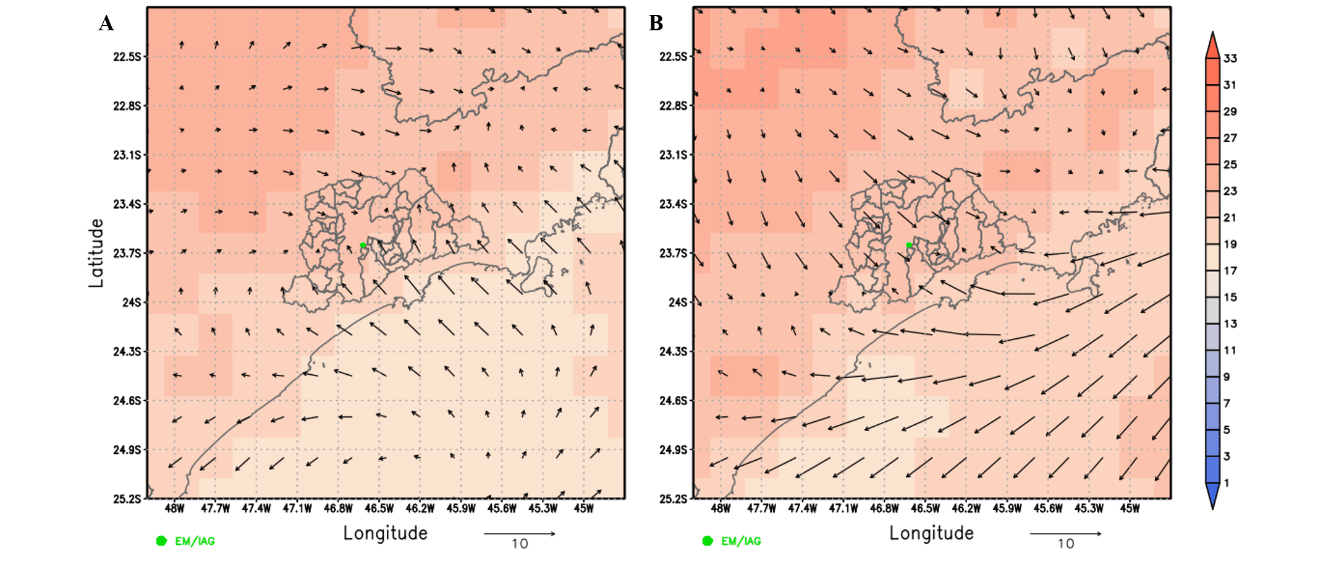 A
B
22.5S
22.8S
23.1S
23.4S
23.7S
24S
24.3S
24.6S
24.9S
25.2S
Latitude
48W 47.7W 47.4W 47.1W 46.8W 46.5W 46.2W 45.9W 45.6W 45.3W 45W
Longitude
EM/IAG
10
22.5S
22.8S
23.1S
23.4S
23.7S
24S
24.3S
24.6S
24.9S
25.2S
48W 47.7W 47.4W 47.1W 46.8W 46.5W 46.2W 45.9W 45.6W 45.3W 45W
Longitude
EM/IAG
10
33
31
29
27
25
23
21
19
17
15
13
11
9
7
5
3
1